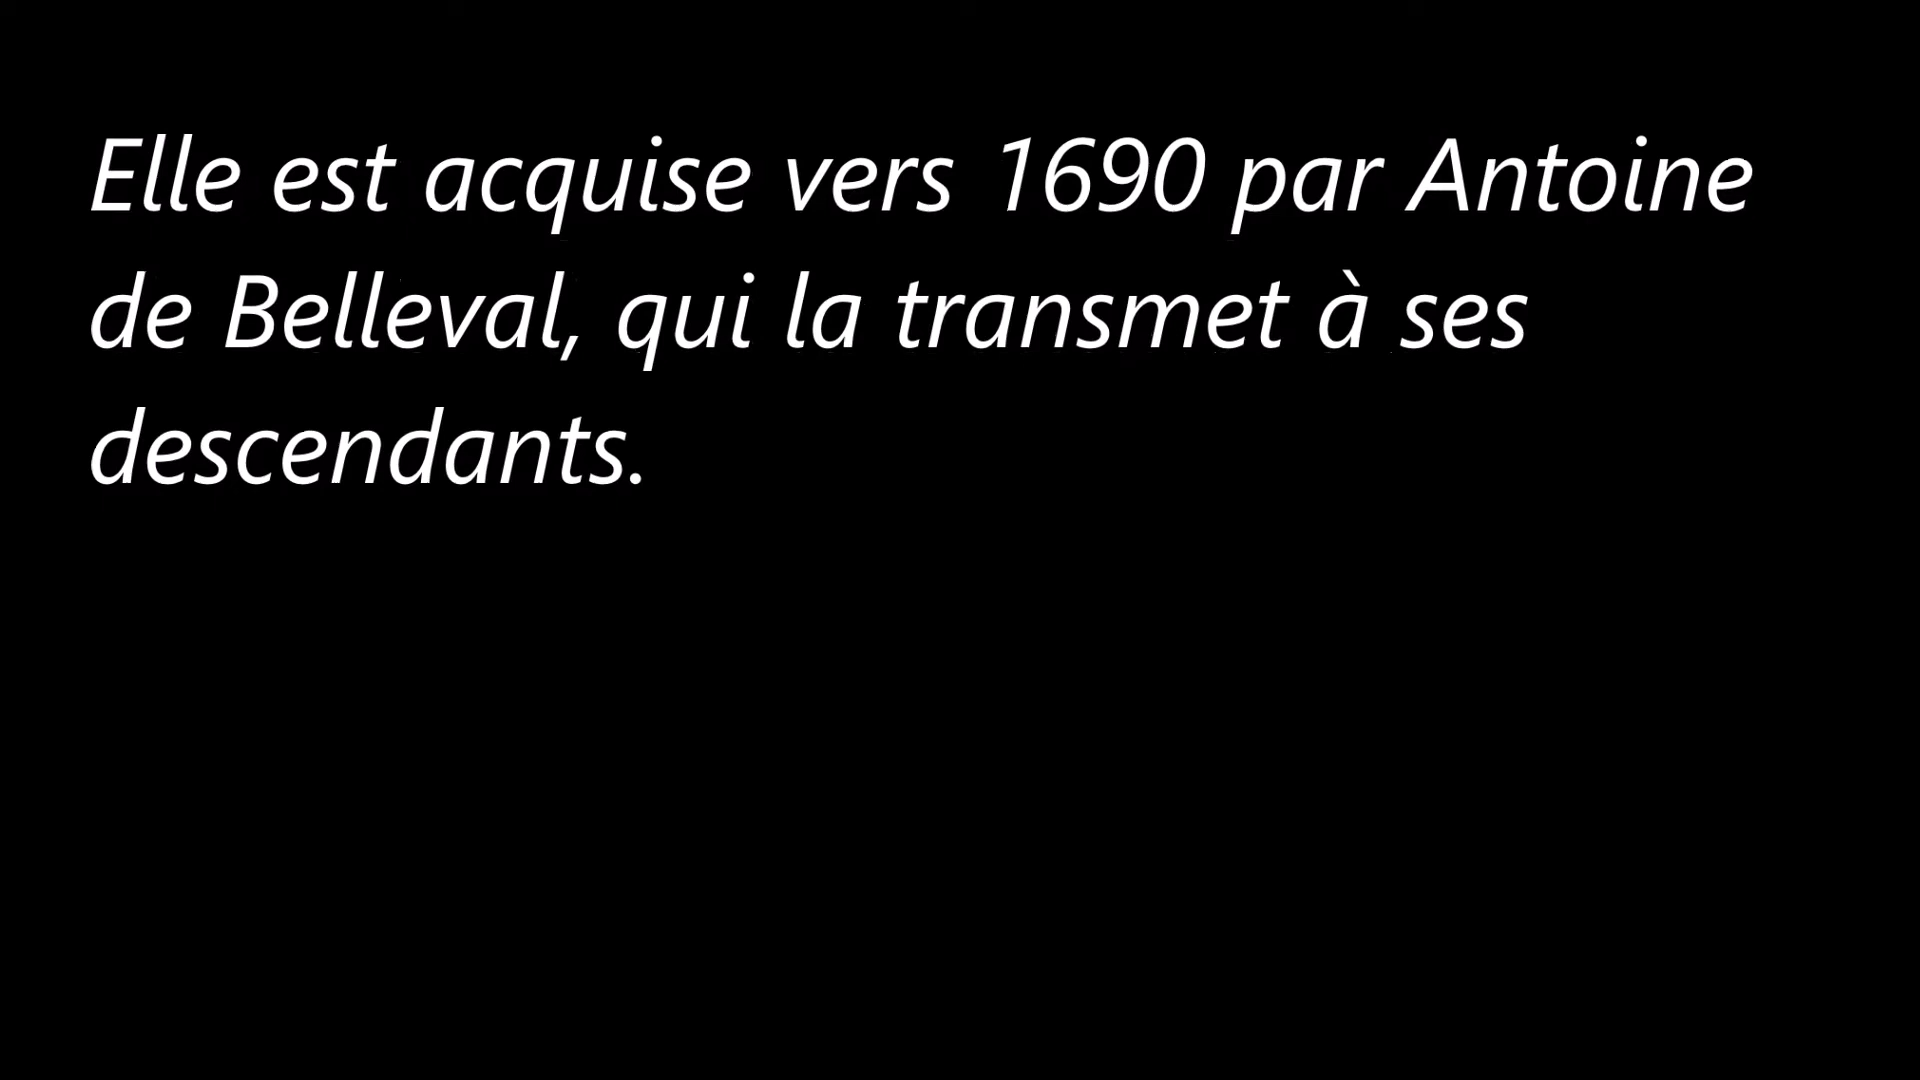 Elle est acquise vers 1690 par Antoine
de Belleval, qui la transmet à ses
descendants.